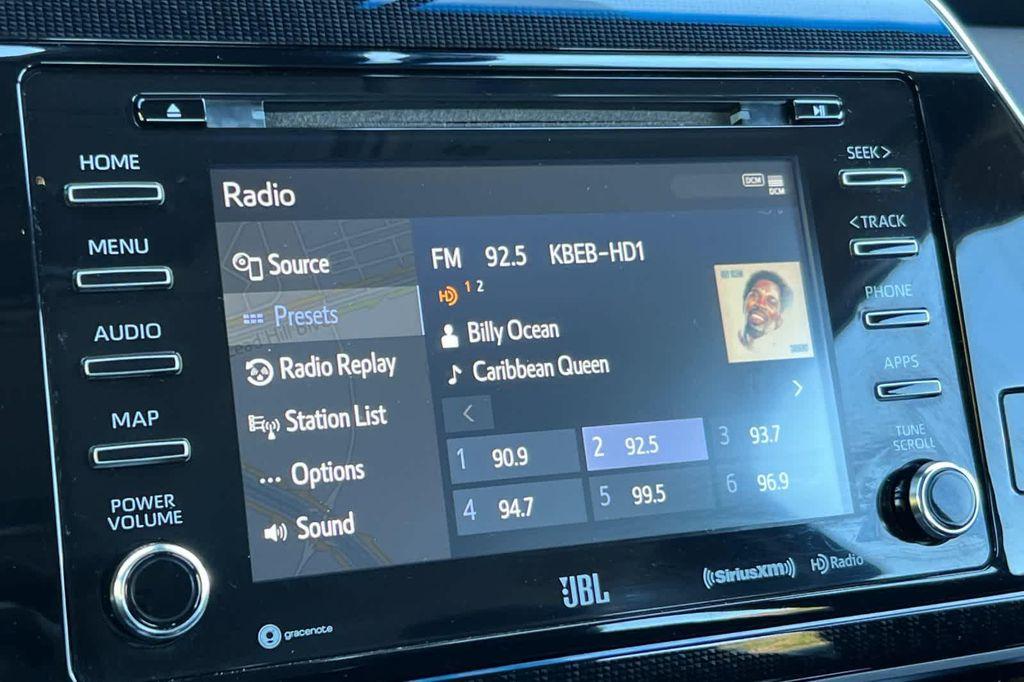 HOME
MENU
AUDIO
MAP
POWER
VOLUME
Radio
DCM
DCM
Source
Presets
Radio Replay
Station List
... Options
Sound
FM 92.5 KBEB-HD1
HD 1 2
Billy Ocean
Caribbean Queen
<
>
1 90.9
2 92.5
3 93.7
4 94.7
5 99.5
6 96.9
SEEK>
<TRACK
PHONE
APPS
TUNE
SCROLL
gracenote
JBL
((SiriusXM))
HD Radio